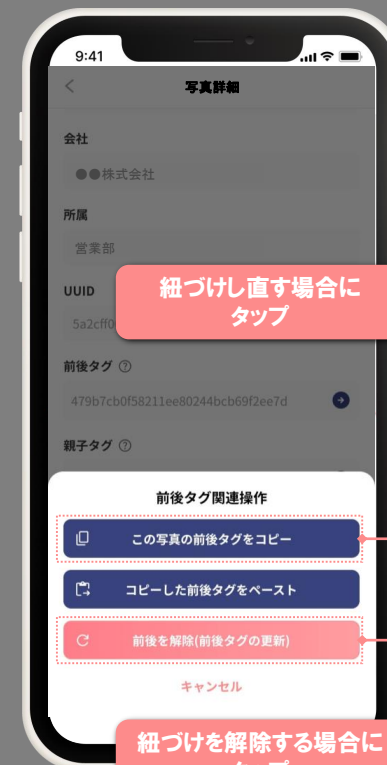 9:41
写真詳細
会社
●●株式会社
所属
営業部
UUID
紐づけし直す場合に
タップ
5a2cff0
前後タグ ?
479b7cb0f58211ee80244bcb69f2ee7d
親子タグ ?
前後タグ関連操作
この写真の前後タグをコピー
コピーした前後タグをペースト
前後を解除(前後タグの更新)
キャンセル
紐づけを解除する場合に
タップ